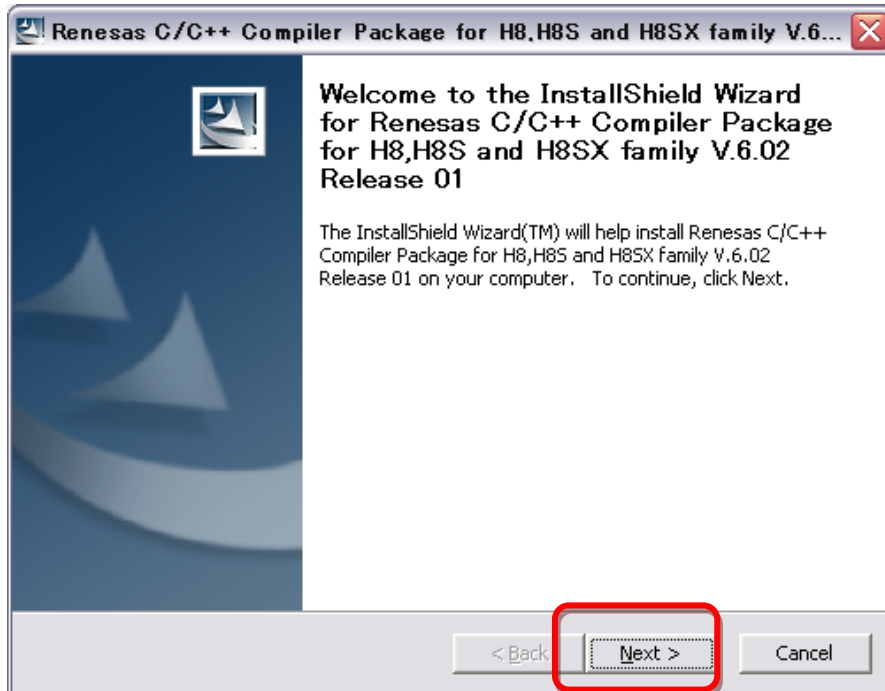 Renesas C/C++ Compiler Package for H8,H8S and H8SX family V.6...
Welcome to the InstallShield Wizard
for Renesas C/C++ Compiler Package
for H8,H8S and H8SX family V.6.02
Release 01
The InstallShield Wizard(TM) will help install Renesas C/C++
Compiler Package for H8,H8S and H8SX family V.6.02
Release 01 on your computer.   To continue, click Next.
< Back
Next >
Cancel